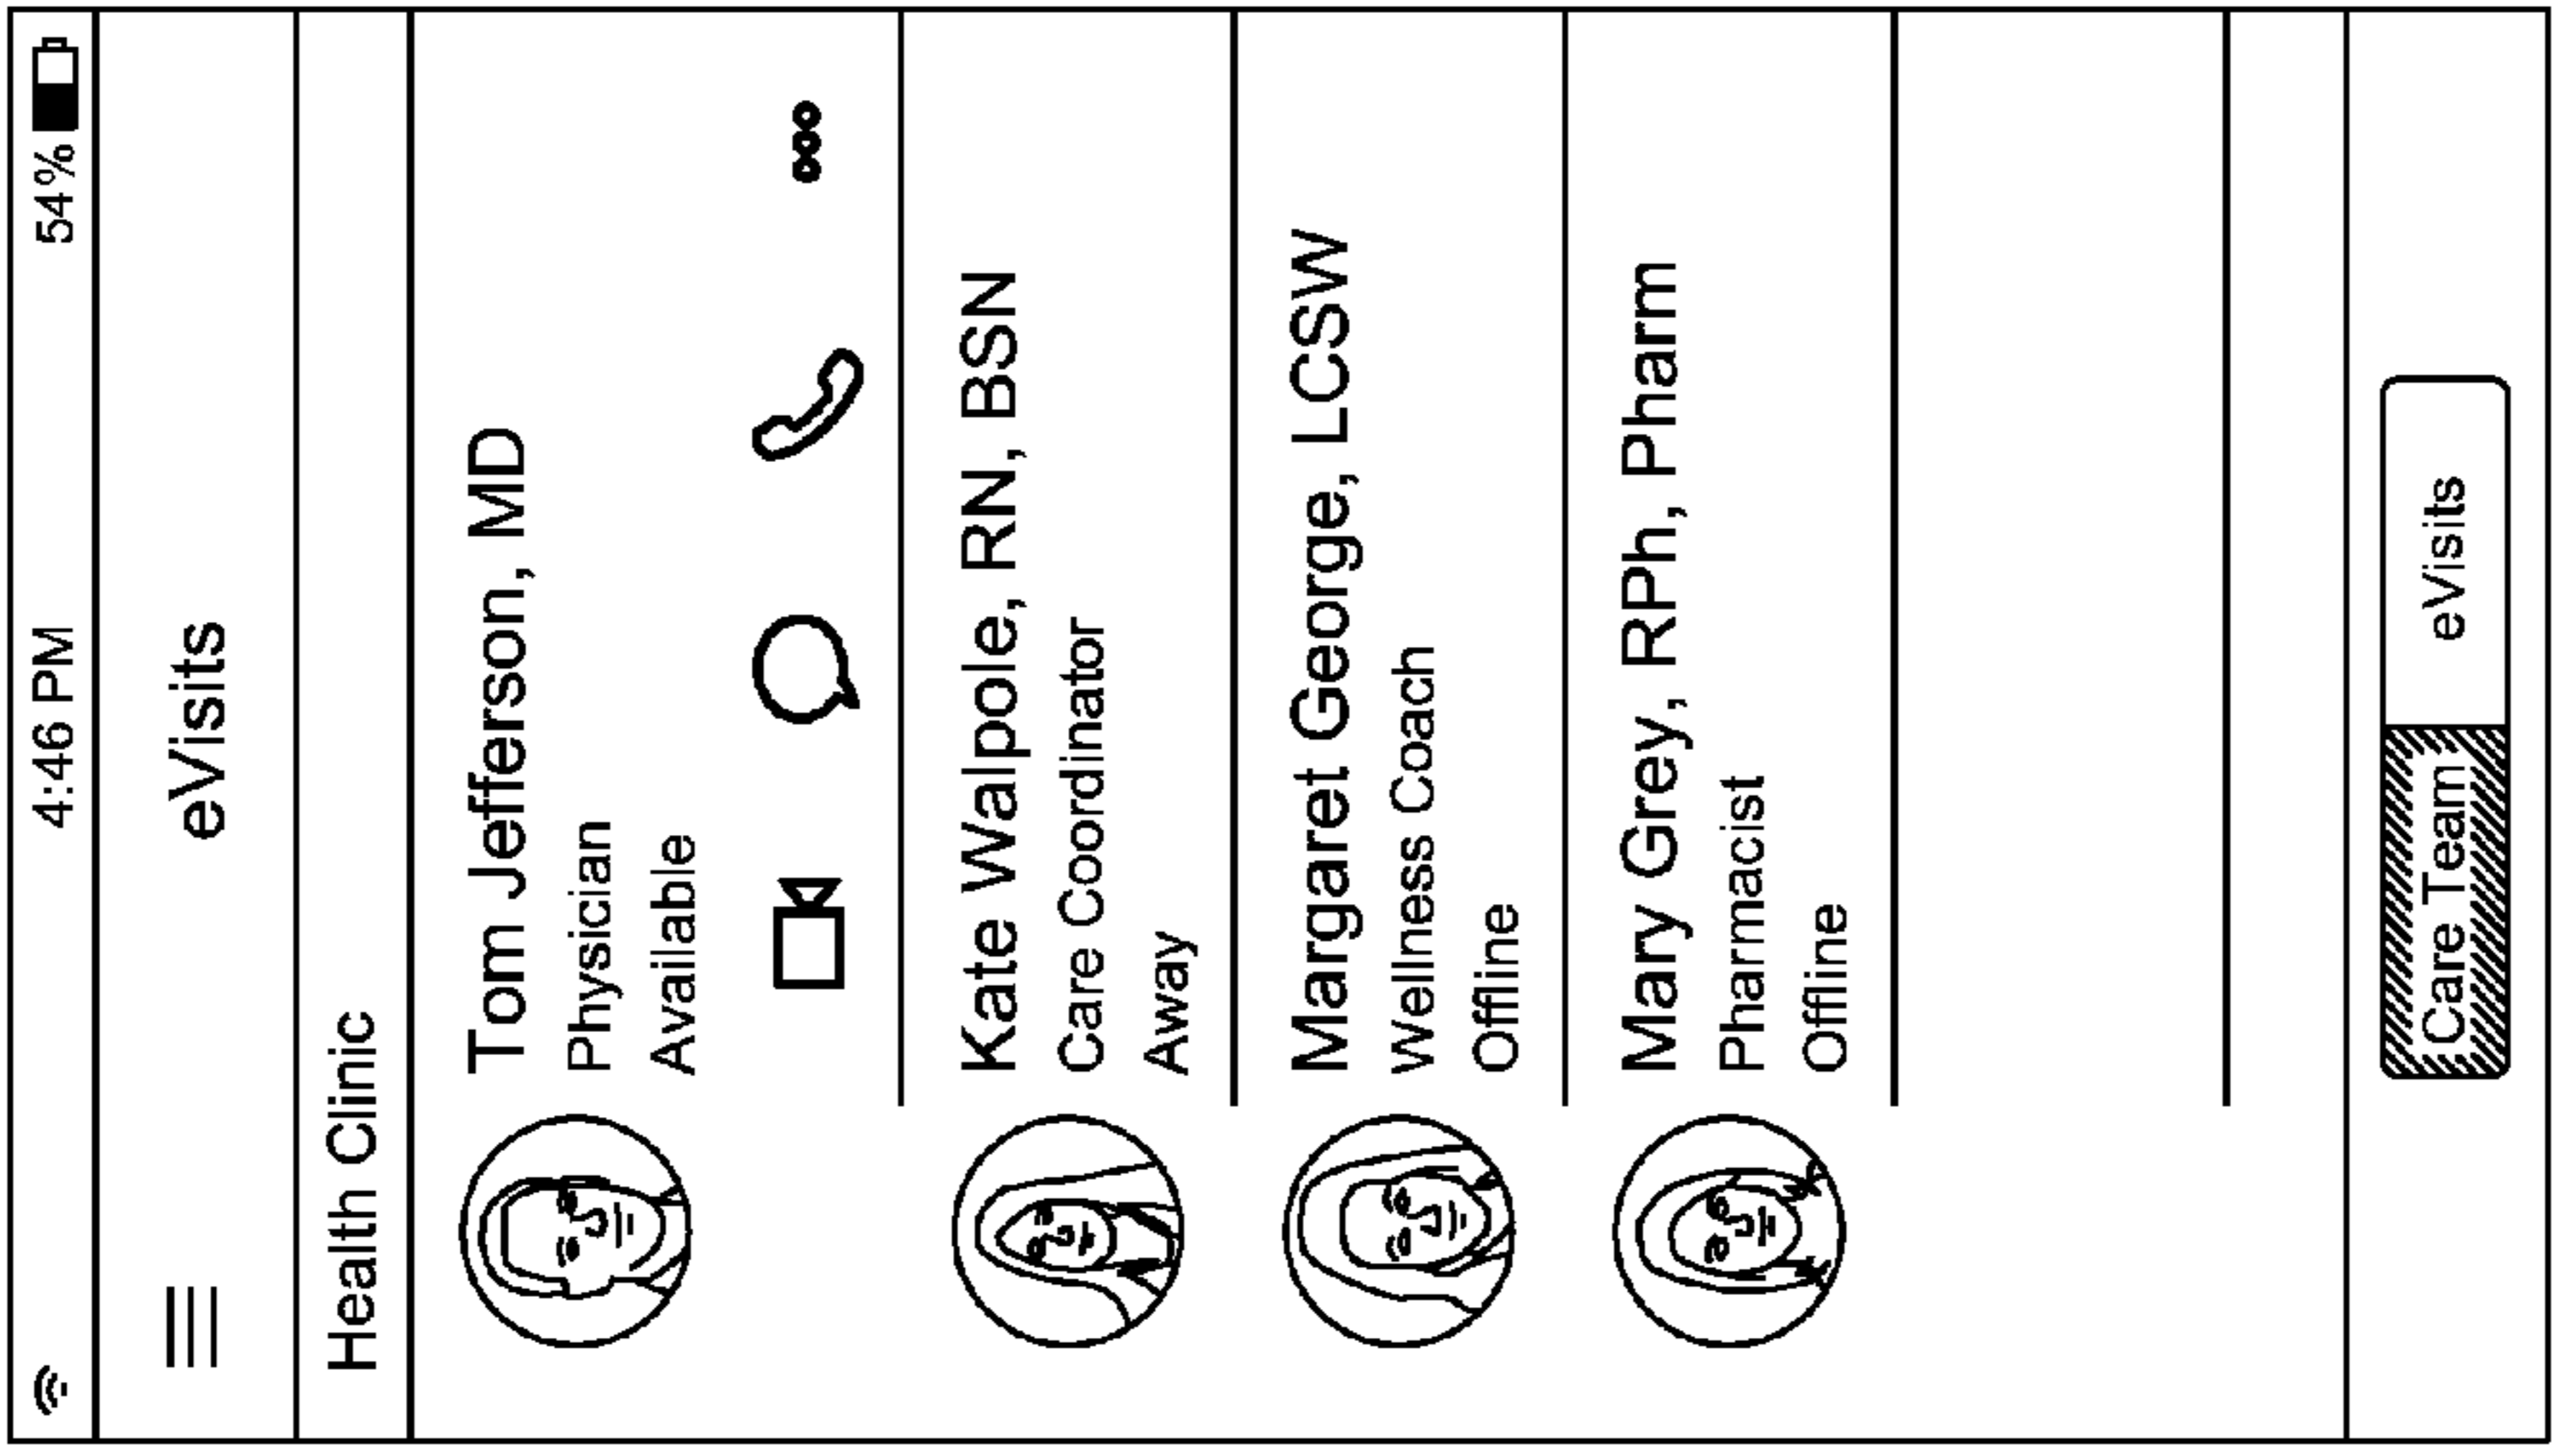 4:46 PM 54%
eVisits
Health Clinic
Tom Jefferson, MD
Physician
Available
Kate Walpole, RN, BSN
Care Coordinator
Away
Margaret George, LCSW
Wellness Coach
Offline
Mary Grey, RPh, Pharm
Pharmacist
Offline
Care Team eVisits